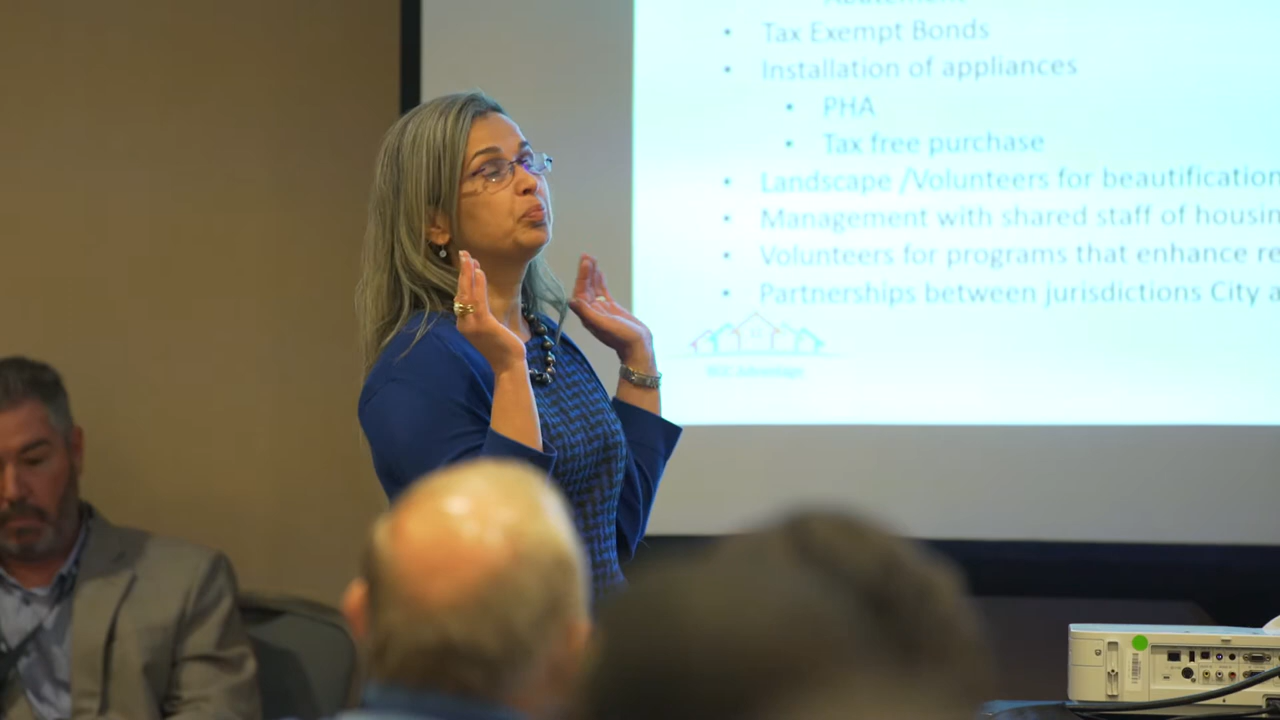 • Tax Exempt Bonds
• Installation of appliances
• PHA
• Tax free purchase
• Landscape /Volunteers for beautification
• Management with shared staff of housin
• Volunteers for programs that enhance re
• Partnerships between jurisdictions City a